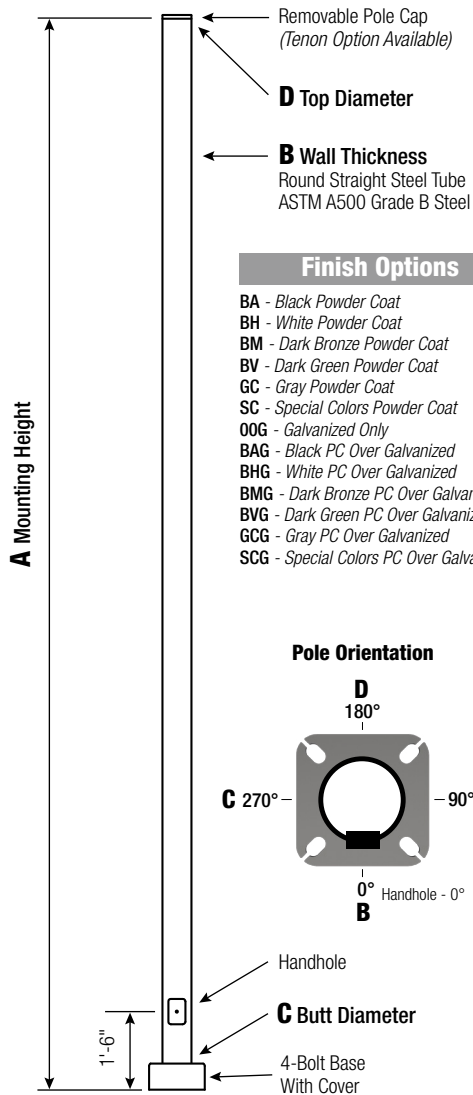 Removable Pole Cap
(Tenon Option Available)
D Top Diameter
B Wall Thickness
Round Straight Steel Tube
ASTM A500 Grade B Steel
Finish Options
BA - Black Powder Coat
BH - White Powder Coat
BM - Dark Bronze Powder Coat
BV - Dark Green Powder Coat
GC - Gray Powder Coat
SC - Special Colors Powder Coat
00G - Galvanized Only
BAG - Black PC Over Galvanized
BHG - White PC Over Galvanized
BMG - Dark Bronze PC Over
BVG - Dark Green PC Over
GCG - Gray PC Over Galvanized
SCG - Special Colors PC Over
A Mounting Height
Pole Orientation
D
180°
C 270°
90°
0° Handhole - 0°
B
Handhole
C Butt Diameter
1'-6"
4-Bolt Base
With Cover